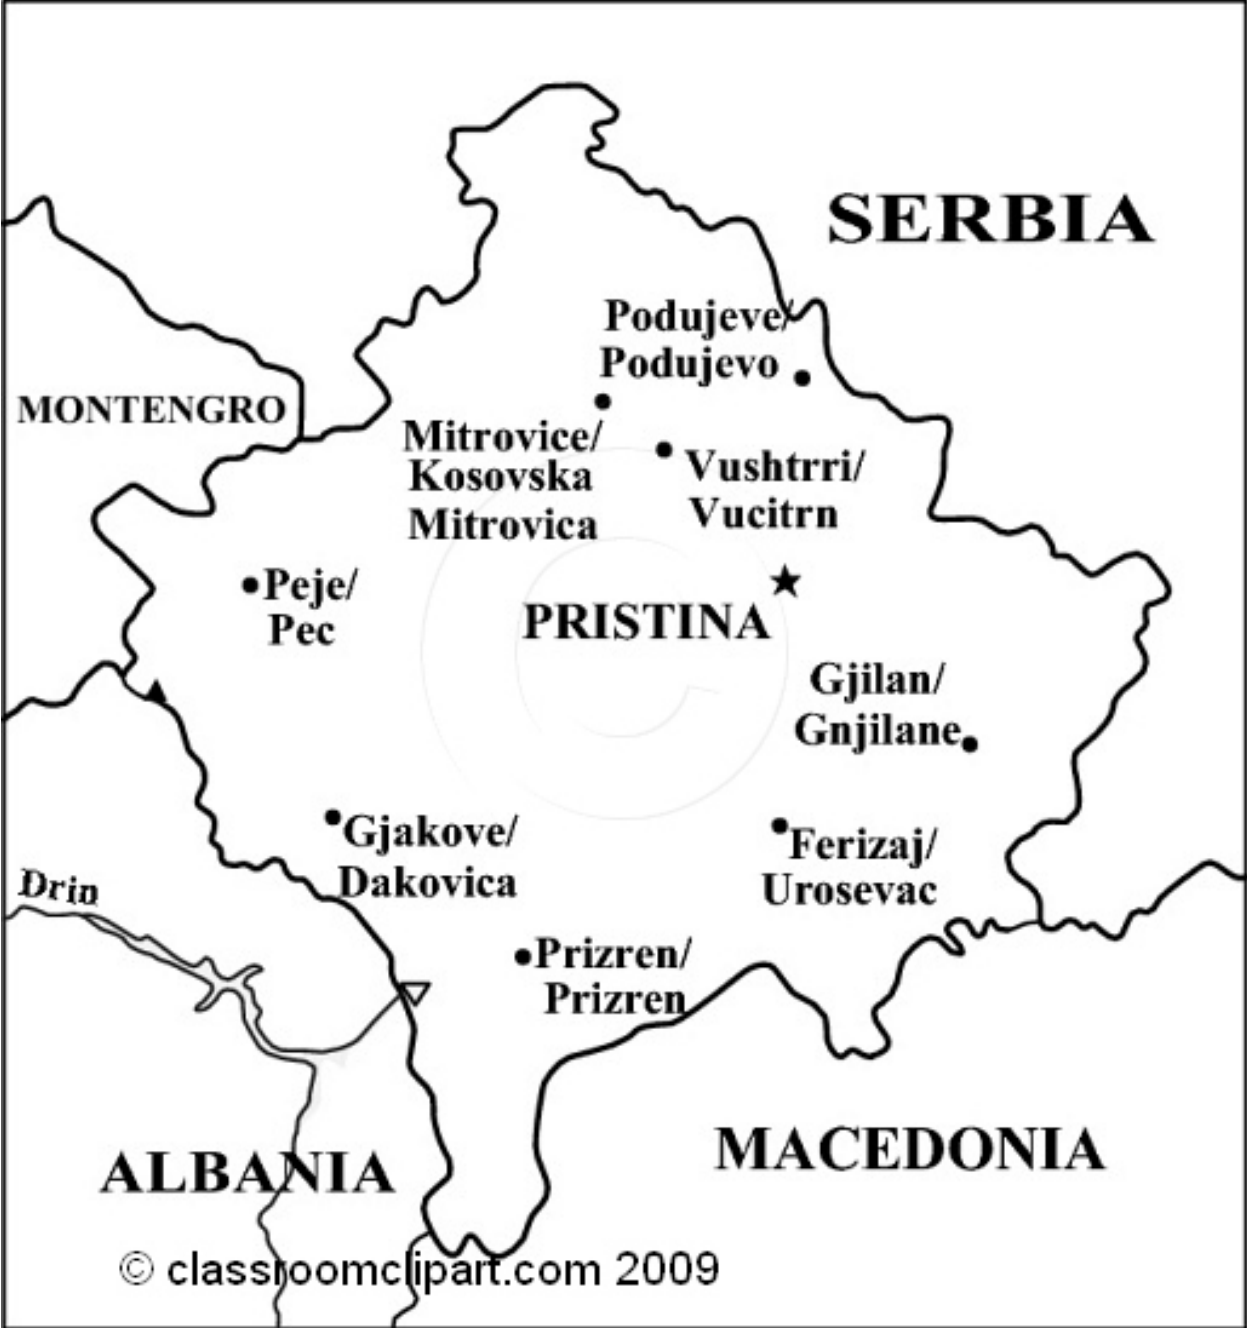 SERBIA
Podujeve/
Podujevo
MONTENGRO
Mitrovice/
Kosovska
Mitrovica
Vushtrri/
Vucitrn
Peje/
Pec
PRISTINA
Gjilan/
Gnjilane
Gjakove/
Dakovica
Ferizaj/
Urosevac
Drin
Prizren/
Prizren
MACEDONIA
ALBANIA
© classroomclipart.com 2009